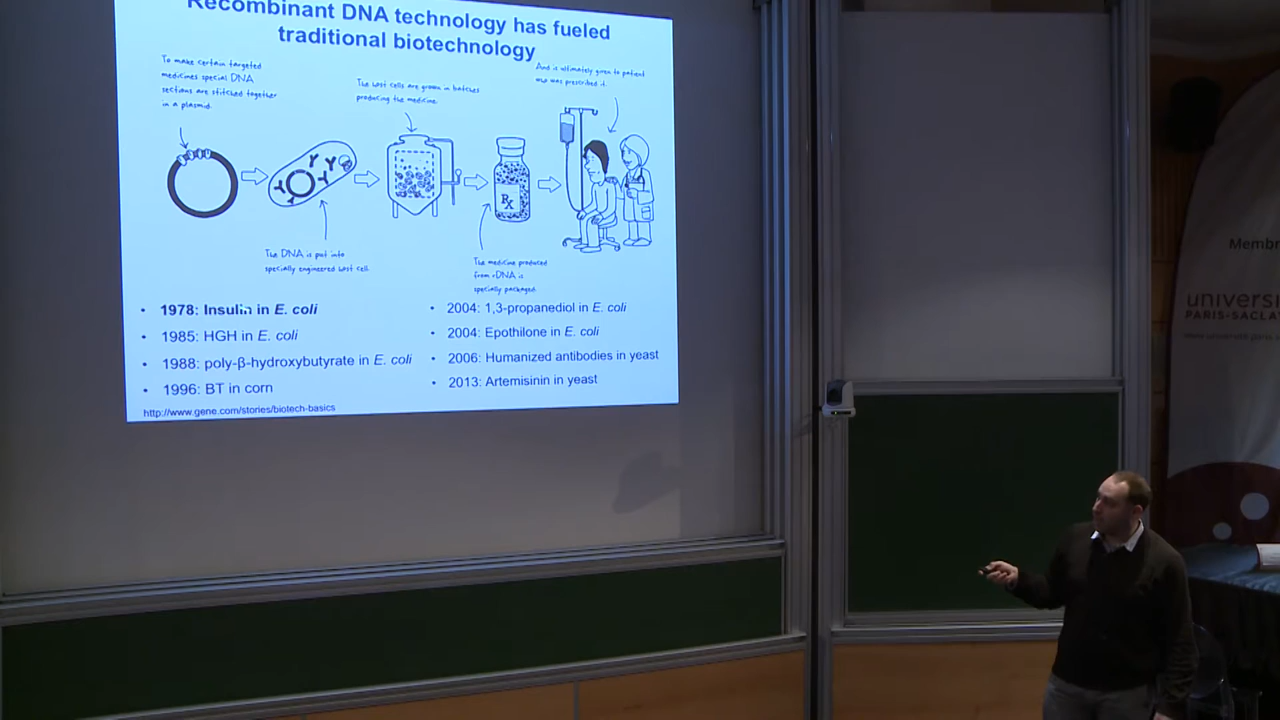 Recombinant DNA technology has fueled
traditional biotechnology
To make certain targeted
medicines special DNA
sections are stitched together
in a plasmid.
The host cells are grown in batches
producing the medicine.
And is ultimately given to patient
who was prescribed it.
Rx
The DNA is put into
specially engineered host cell.
The medicine produced
from rDNA is
specially packaged.
• 1978: Insulin in E. coli
• 1985: HGH in E. coli
• 1988: poly-β-hydroxybutyrate in E. coli
• 1996: BT in corn
• 2004: 1,3-propanediol in E. coli
• 2004: Epothilone in E. coli
• 2006: Humanized antibodies in yeast
• 2013: Artemisinin in yeast
http://www.gene.com/stories/biotech-basics
Membr
universi
PARIS-SACLA